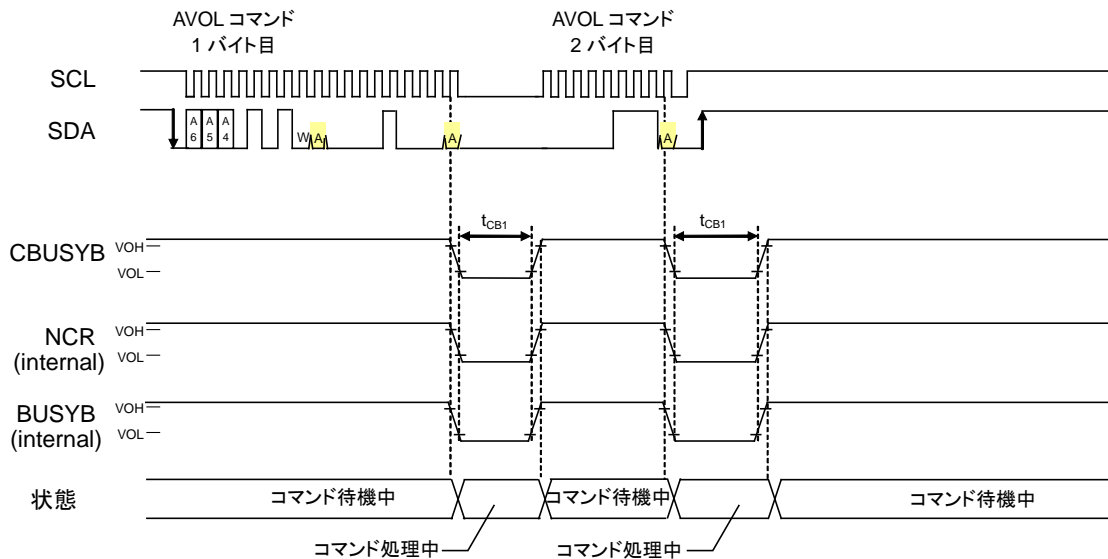 AVOL コマンド
1 バイト目
AVOL コマンド
2 バイト目
SCL
SDA
A6
A5
A4
W
A
A
A
tCB1
tCB1
CBUSYB
VOH
VOL
NCR
(internal)
VOH
VOL
BUSYB
(internal)
VOH
VOL
状態
コマンド待機中
コマンド待機中
コマンド待機中
コマンド処理中
コマンド処理中